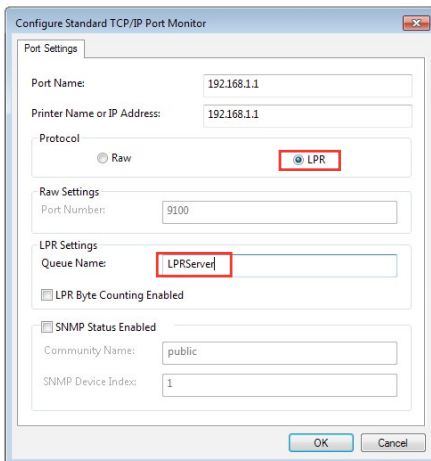 Configure Standard TCP/IP Port Monitor
Port Settings
Port Name: 192.168.1.1
Printer Name or IP Address: 192.168.1.1
Protocol
Raw LPR
Raw Settings
Port Number: 9100
LPR Settings
Queue Name: LPRServer
LPR Byte Counting Enabled
SNMP Status Enabled
Community Name: public
SNMP Device Index: 1
OK Cancel